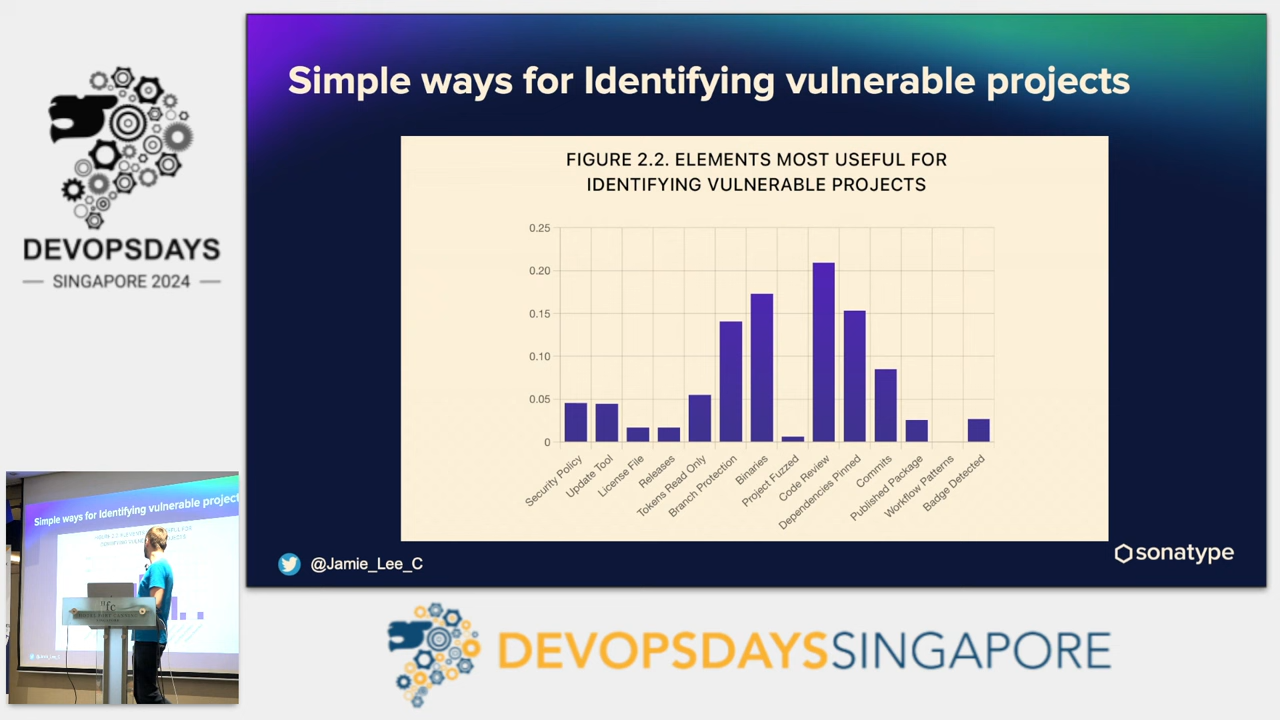 DEVOPSDAYS
SINGAPORE 2024
Simple ways for Identifying vulnerable projects
FIGURE 2.2. ELEMENTS MOST USEFUL FOR
IDENTIFYING VULNERABLE PROJECTS
0.25
0.20
0.15
0.10
0.05
0
Security Policy
Update Tool
License File
Releases
Tokens Read Only
Branch Protection
Binaries
Project Fuzzed
Code Review
Dependencies Pinned
Commits
Published Package
Workflow Patterns
Badge Detected
@Jamie_Lee_C
sonatype
Simple ways for Identifying vulnerable project
DEVOPSDAYSSINGAPORE